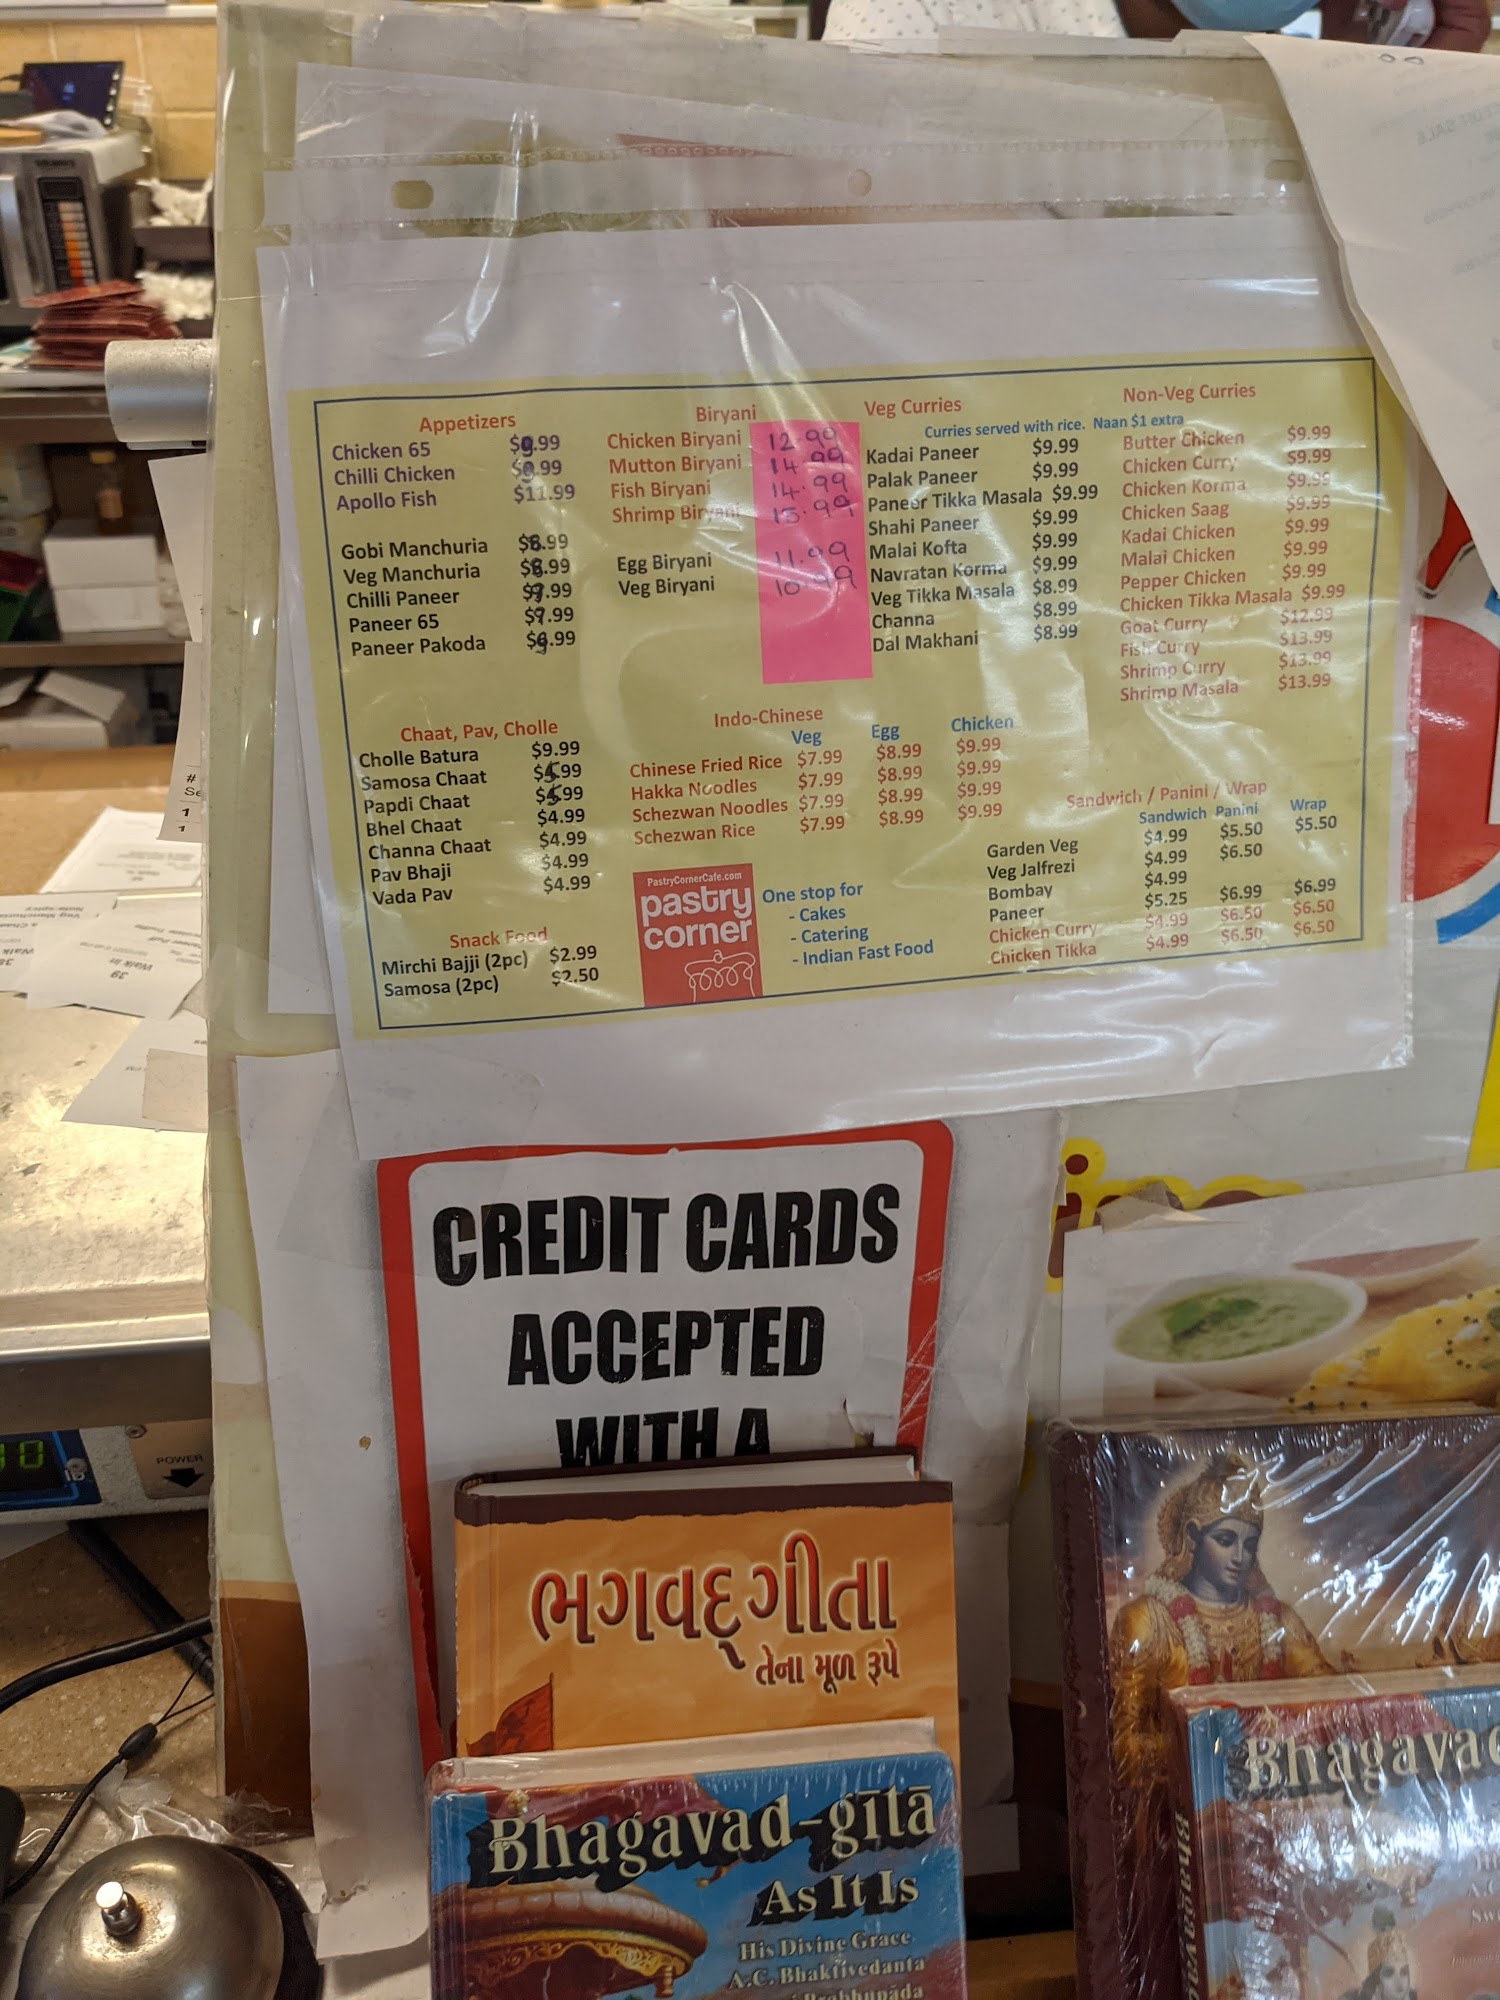 Appetizers
Chicken 65 $9.99
Chilli Chicken $9.99
Apollo Fish $11.99
Gobi Manchuria $8.99
Veg Manchuria $8.99
Chilli Paneer $9.99
Paneer 65 $9.99
Paneer Pakoda $9.99
Chaat, Pav, Cholle
Cholle Batura $9.99
Samosa Chaat $5.99
Papdi Chaat $5.99
Bhel Chaat $4.99
Channa Chaat $4.99
Pav Bhaji $4.99
Vada Pav $4.99
Snack Food
Mirchi Bajji (2pc) $2.99
Samosa (2pc) $2.50
Biryani
Chicken Biryani 12.99
Mutton Biryani 14.99
Fish Biryani 14.99
Shrimp Biryani 15.99
Egg Biryani 11.99
Veg Biryani 10.99
Veg Curries
Curries served with rice. Naan $1 extra
Kadai Paneer $9.99
Palak Paneer $9.99
Paneer Tikka Masala $9.99
Shahi Paneer $9.99
Malai Kofta $9.99
Navratan Korma $9.99
Veg Tikka Masala $8.99
Channa $8.99
Dal Makhani $8.99
Non-Veg Curries
Butter Chicken $9.99
Chicken Curry $9.99
Chicken Korma $9.99
Chicken Saag $9.99
Kadai Chicken $9.99
Malai Chicken $9.99
Pepper Chicken $9.99
Chicken Tikka Masala $9.99
Goat Curry $12.99
Fish Curry $13.99
Shrimp Curry $13.99
Shrimp Masala $13.99
Indo-Chinese
Veg Egg Chicken
Chinese Fried Rice $7.99 $8.99 $9.99
Hakka Noodles $7.99 $8.99 $9.99
Schezwan Noodles $7.99 $8.99 $9.99
Schezwan Rice $7.99 $8.99 $9.99
PastryCornerCafe.com
pastry
corner
One stop for
- Cakes
- Catering
- Indian Fast Food
Sandwich / Panini / Wrap
Sandwich Panini Wrap
Garden Veg $4.99 $5.50 $5.50
Veg Jalfrezi $4.99 $6.50
Bombay $4.99
Paneer $5.25 $6.99 $6.99
Chicken Curry $4.99 $6.50 $6.50
Chicken Tikka $4.99 $6.50 $6.50
CREDIT CARDS
ACCEPTED
WITH A
POWER
ભગવદ્ગીતા
તેના મૂળ રૂપે
Bhagavad-gītā
As It Is
His Divine Grace
A.C. Bhaktivedanta
Bhagavad